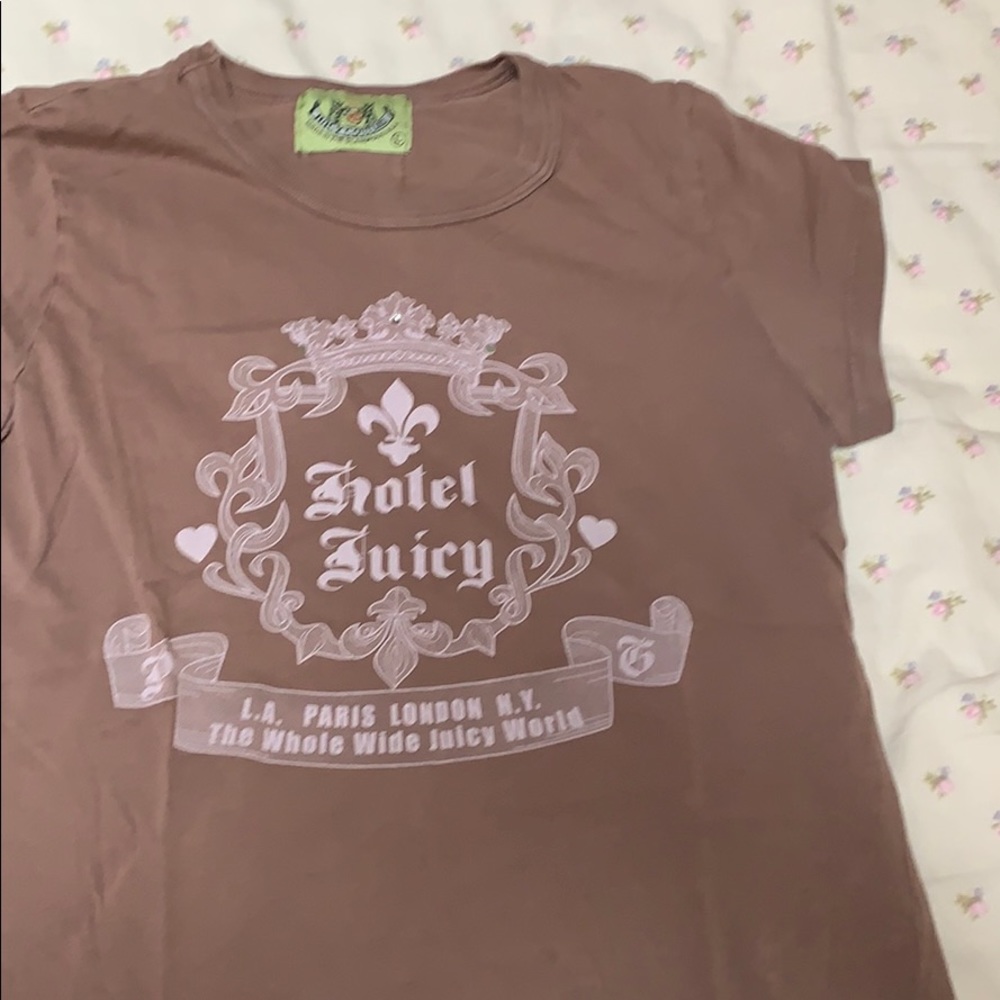 Hotel
Juicy
P G
L.A. PARIS LONDON N.Y.
The Whole Wide Juicy World